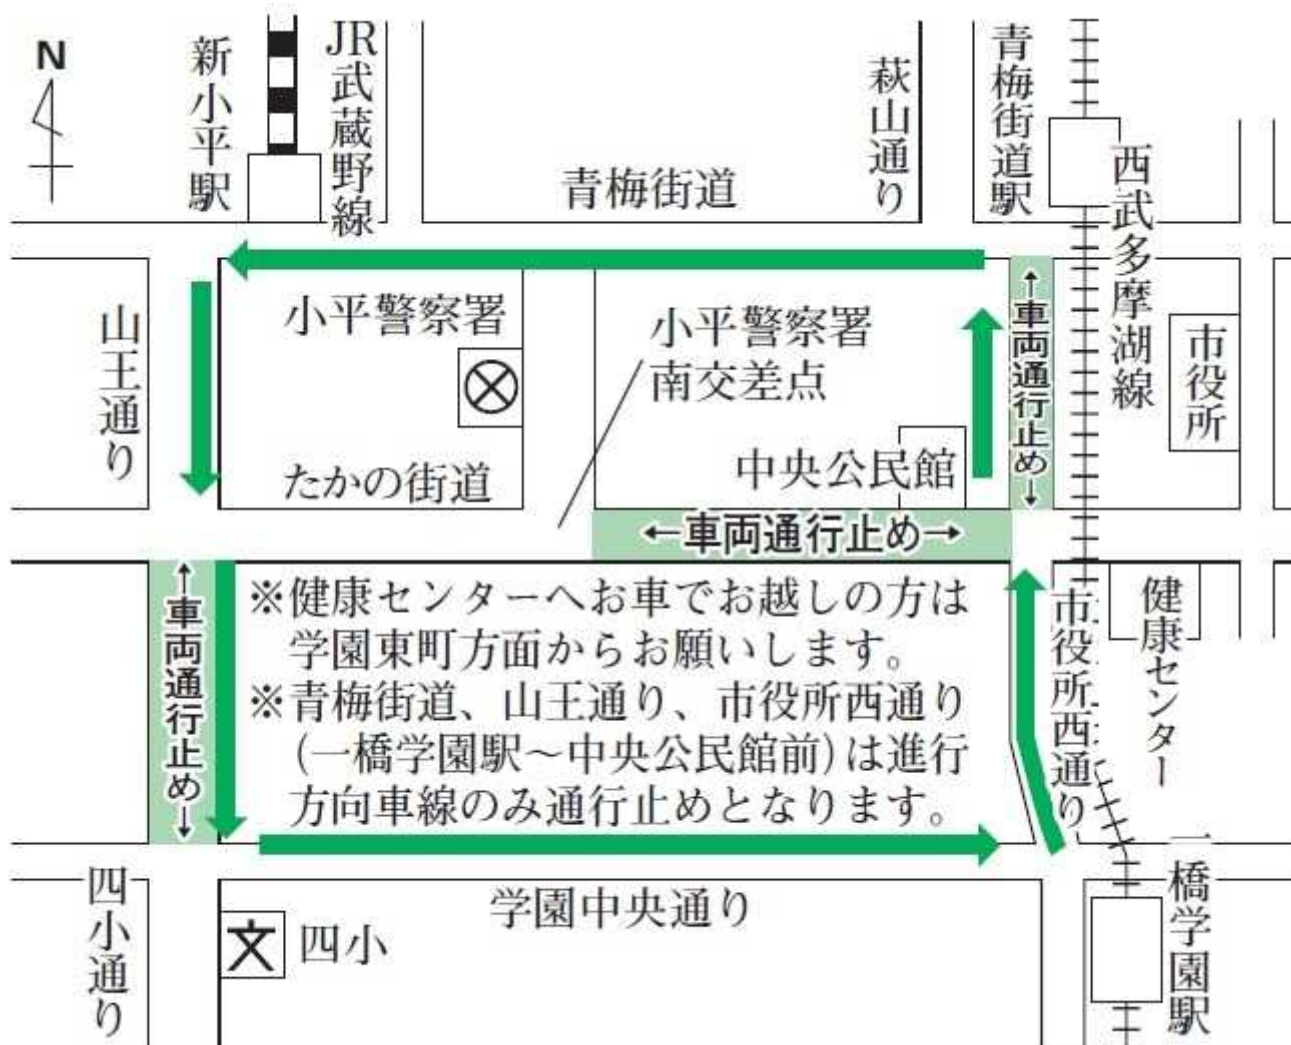 N
新小平駅
JR武蔵野線
青梅街道
萩山通り
青梅街道駅
西武多摩湖線
山王通り
小平警察署
小平警察署
南交差点
←車両通行止め→
市役所
たかの街道
中央公民館
←車両通行止め→
←車両通行止め→
※健康センターへお車でお越しの方は
学園東町方面からお願いします。
※青梅街道、山王通り、市役所西通り
(一橋学園駅〜中央公民館前)は進行
方向車線のみ通行止めとなります。
市役所西通り
健康センター
四小通り
文
四小
学園中央通り
一橋学園駅